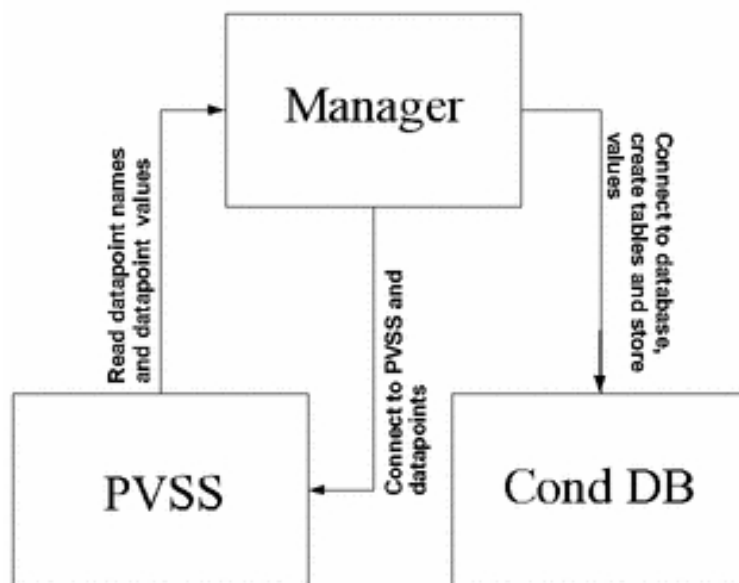 Manager
Read datapoint names
and datapoint values
Connect to PVSS and
datapoints
Connect to database,
create tables and store
values
PVSS
Cond DB